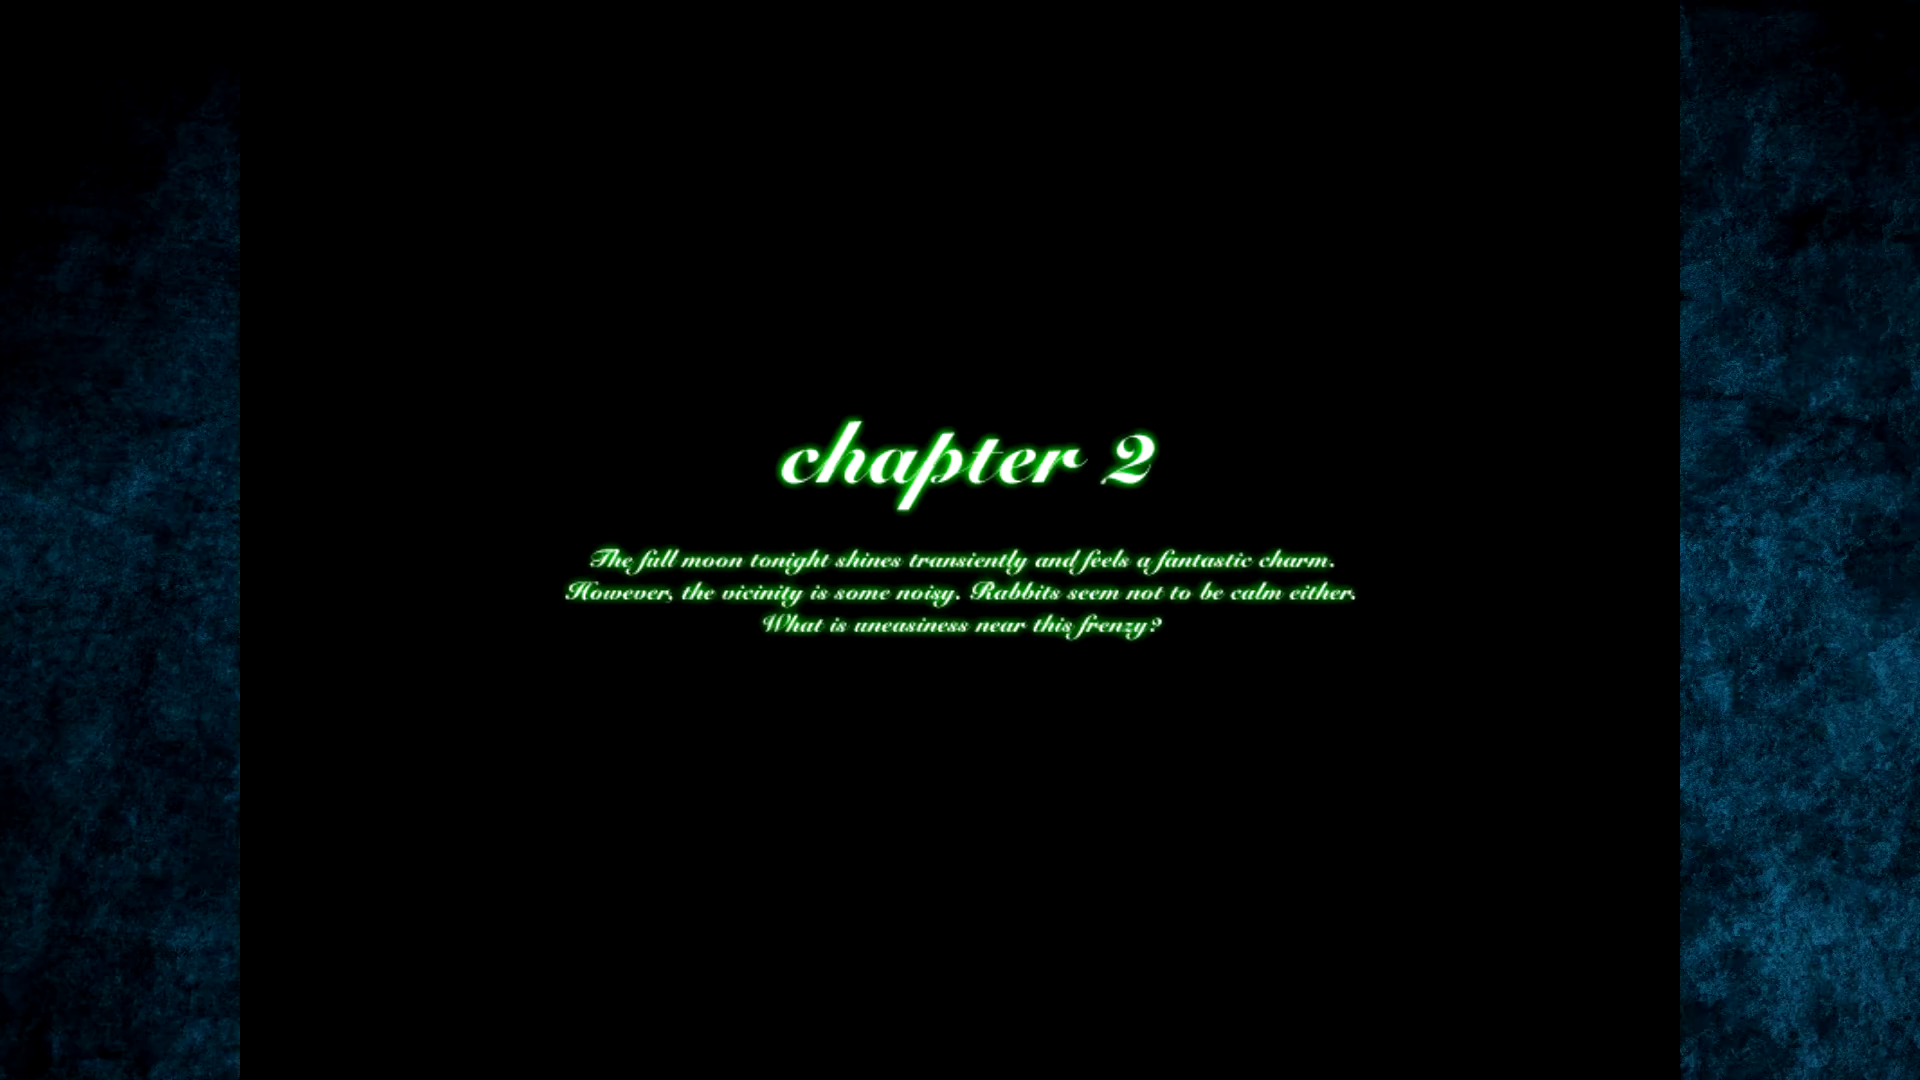 chapter 2
The full moon tonight shines transiently and feels a fantastic charm.
However, the vicinity is some noisy. Rabbits seem not to be calm either.
What is uneasiness near this frenzy?